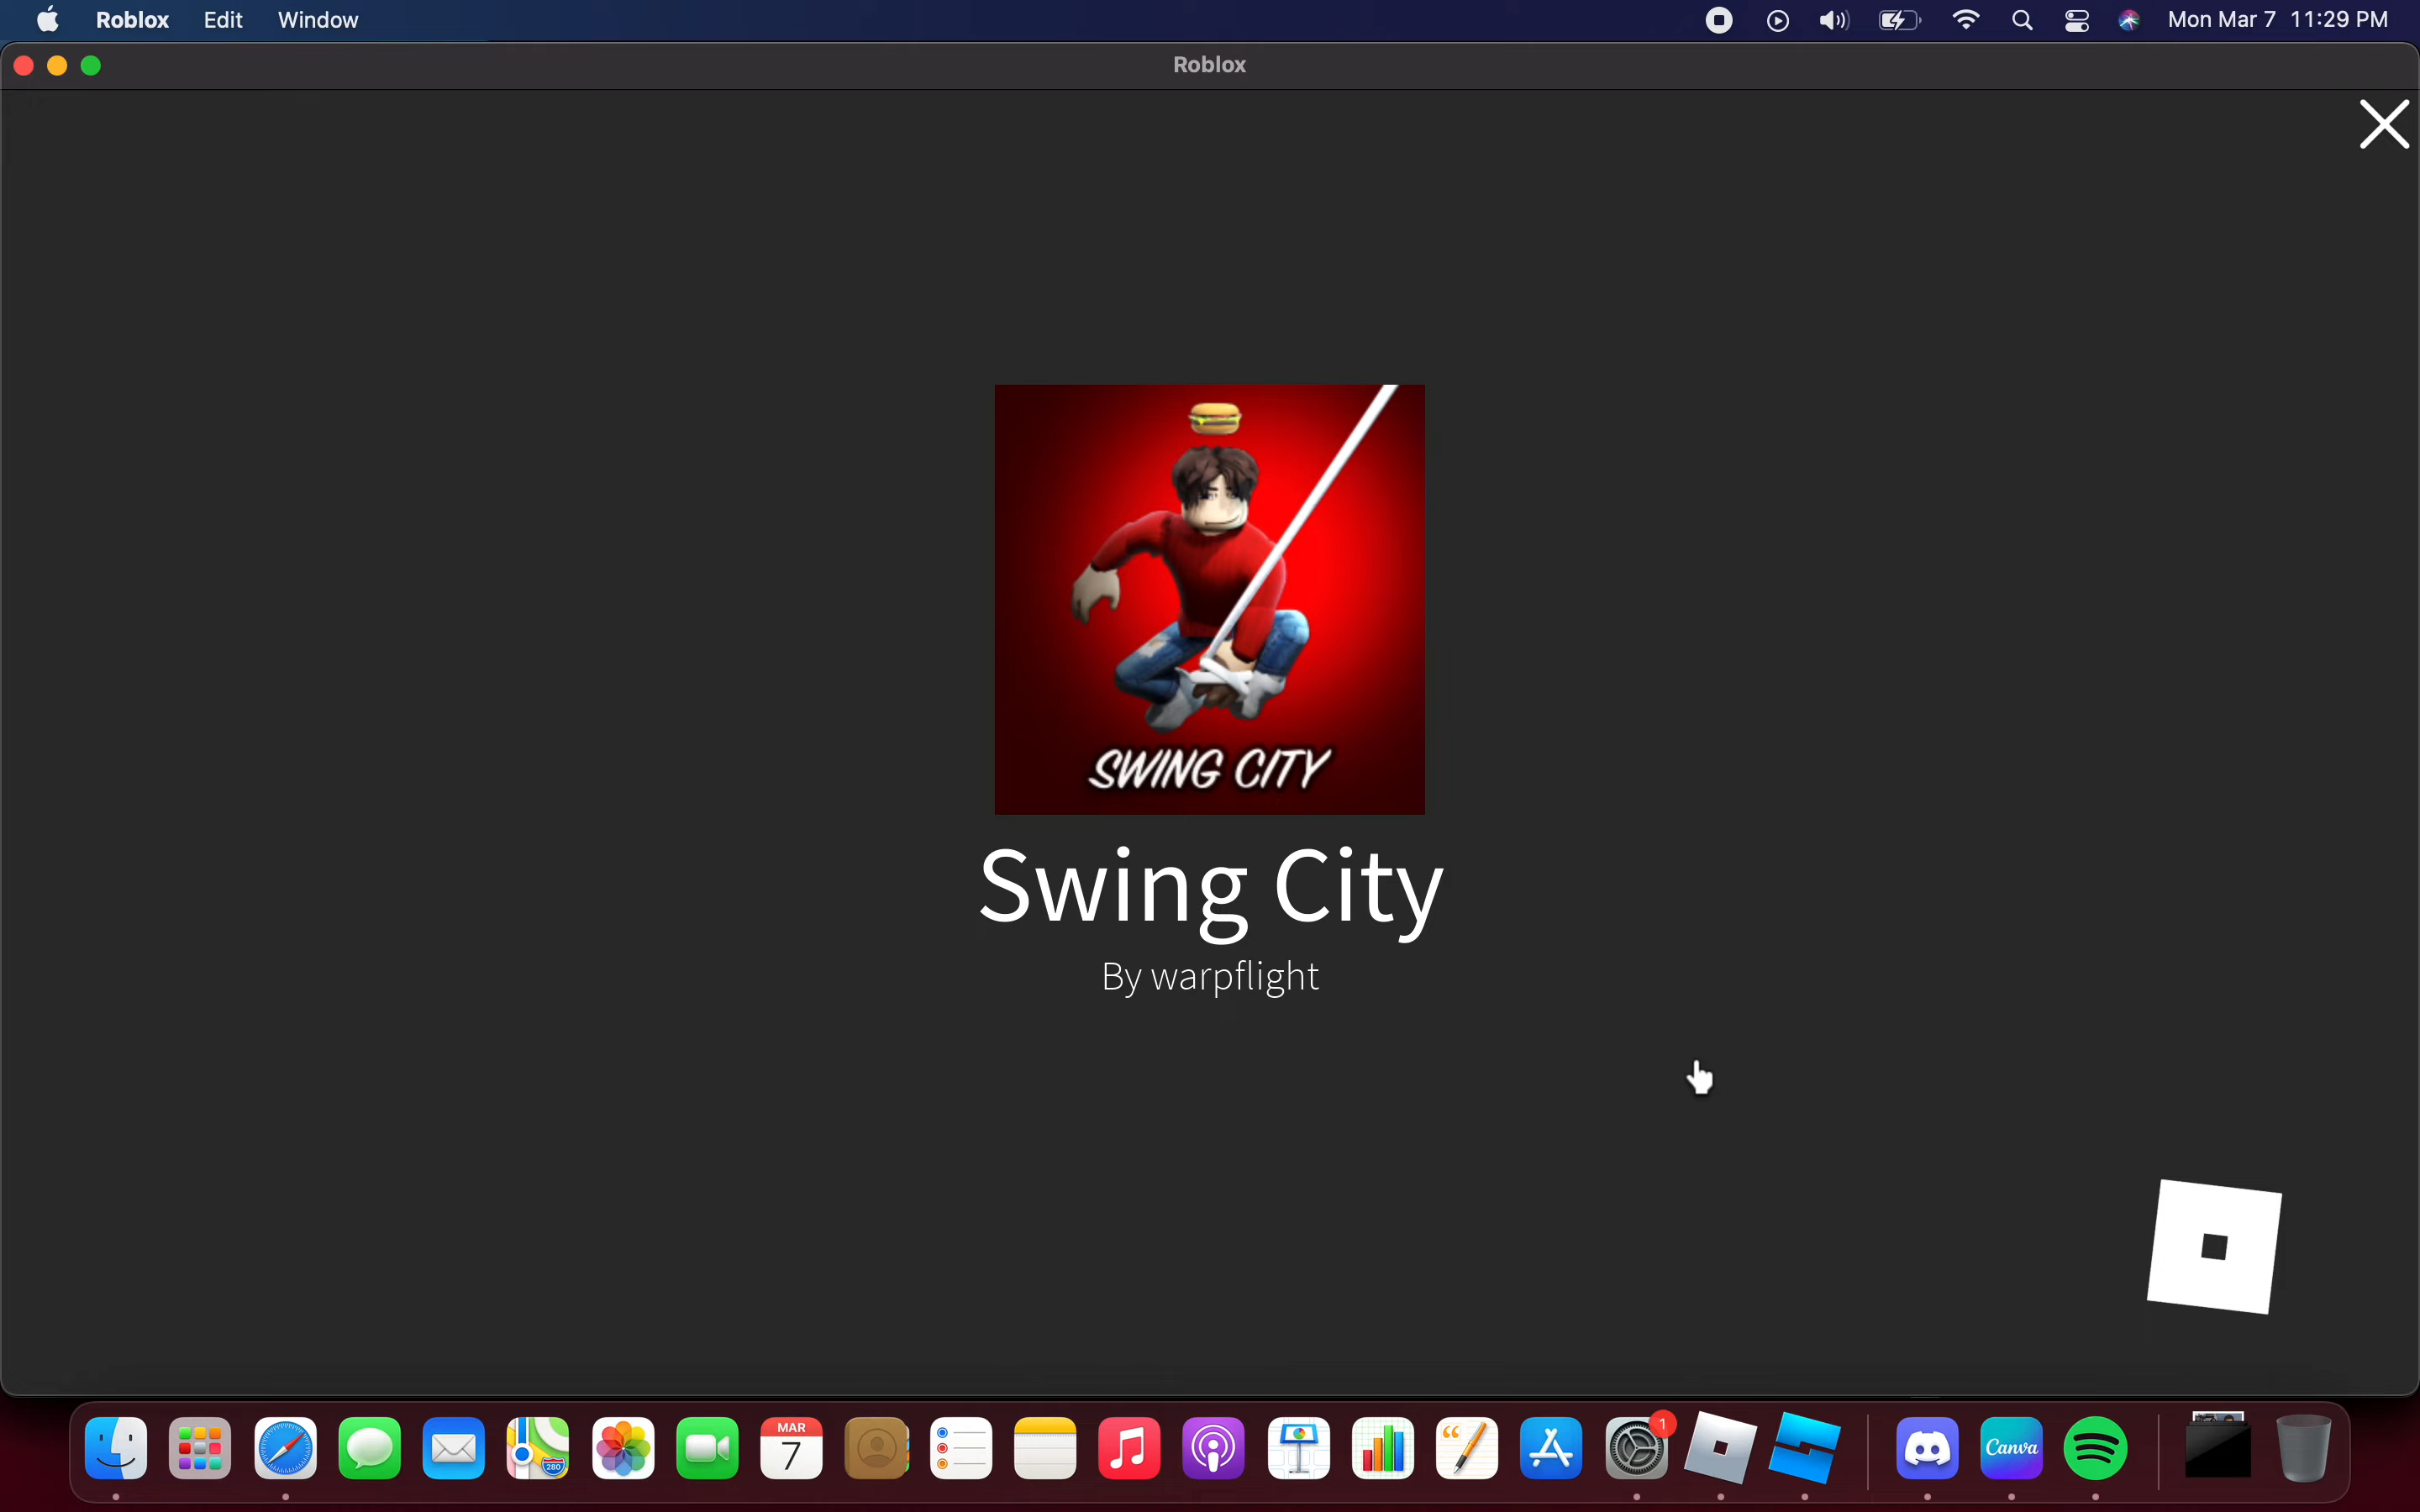 Roblox Edit Window Mon Mar 7 11:29 PM
Roblox
SWING CITY
Swing City
By warpflight
MAR
7
280
1
Canva